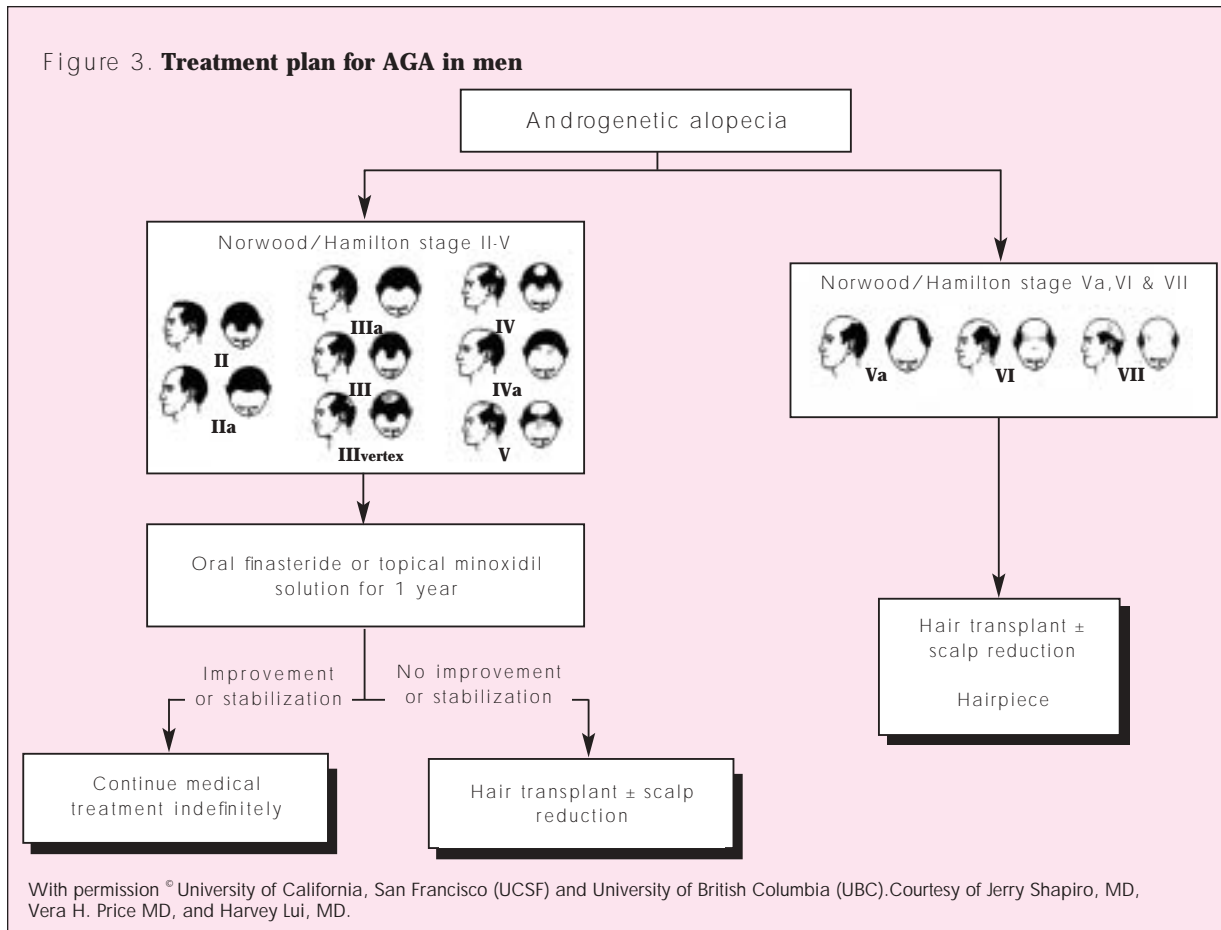 Figure 3. Treatment plan for AGA in men
Androgenetic alopecia
Norwood/Hamilton stage II-V
II
IIa
IIIa
III
IIIvertex
IV
IVa
V
Norwood/Hamilton stage Va,VI & VII
Va
VI
VII
Oral finasteride or topical minoxidil
solution for 1 year
Improvement
or stabilization
No improvement
or stabilization
Continue medical
treatment indefinitely
Hair transplant ± scalp
reduction
Hair transplant ±
scalp reduction
Hairpiece
With permission © University of California, San Francisco (UCSF) and University of British Columbia (UBC).Courtesy of Jerry Shapiro, MD,
Vera H. Price MD, and Harvey Lui, MD.